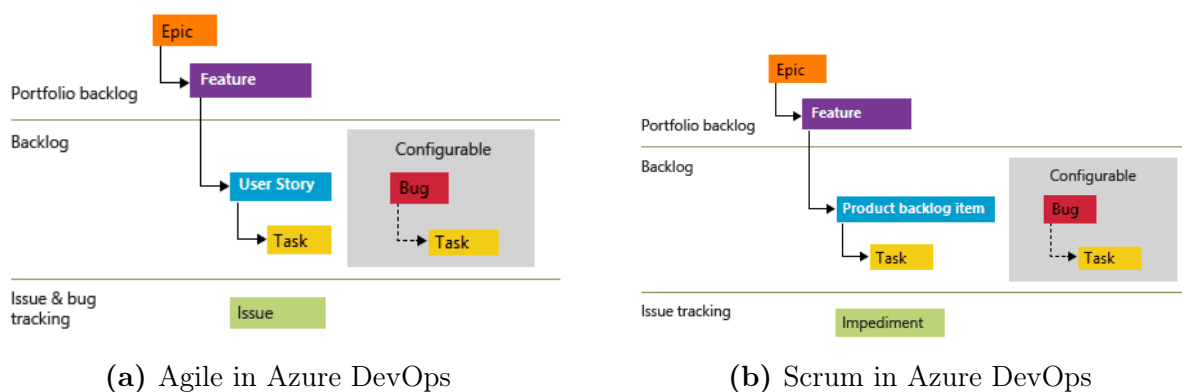 Epic
Feature
Portfolio backlog
Backlog
Configurable
User Story
Bug
Task
Task
Issue & bug
tracking
Issue
(a) Agile in Azure DevOps
Epic
Feature
Portfolio backlog
Backlog
Configurable
Product backlog item
Bug
Task
Task
Issue tracking
Impediment
(b) Scrum in Azure DevOps